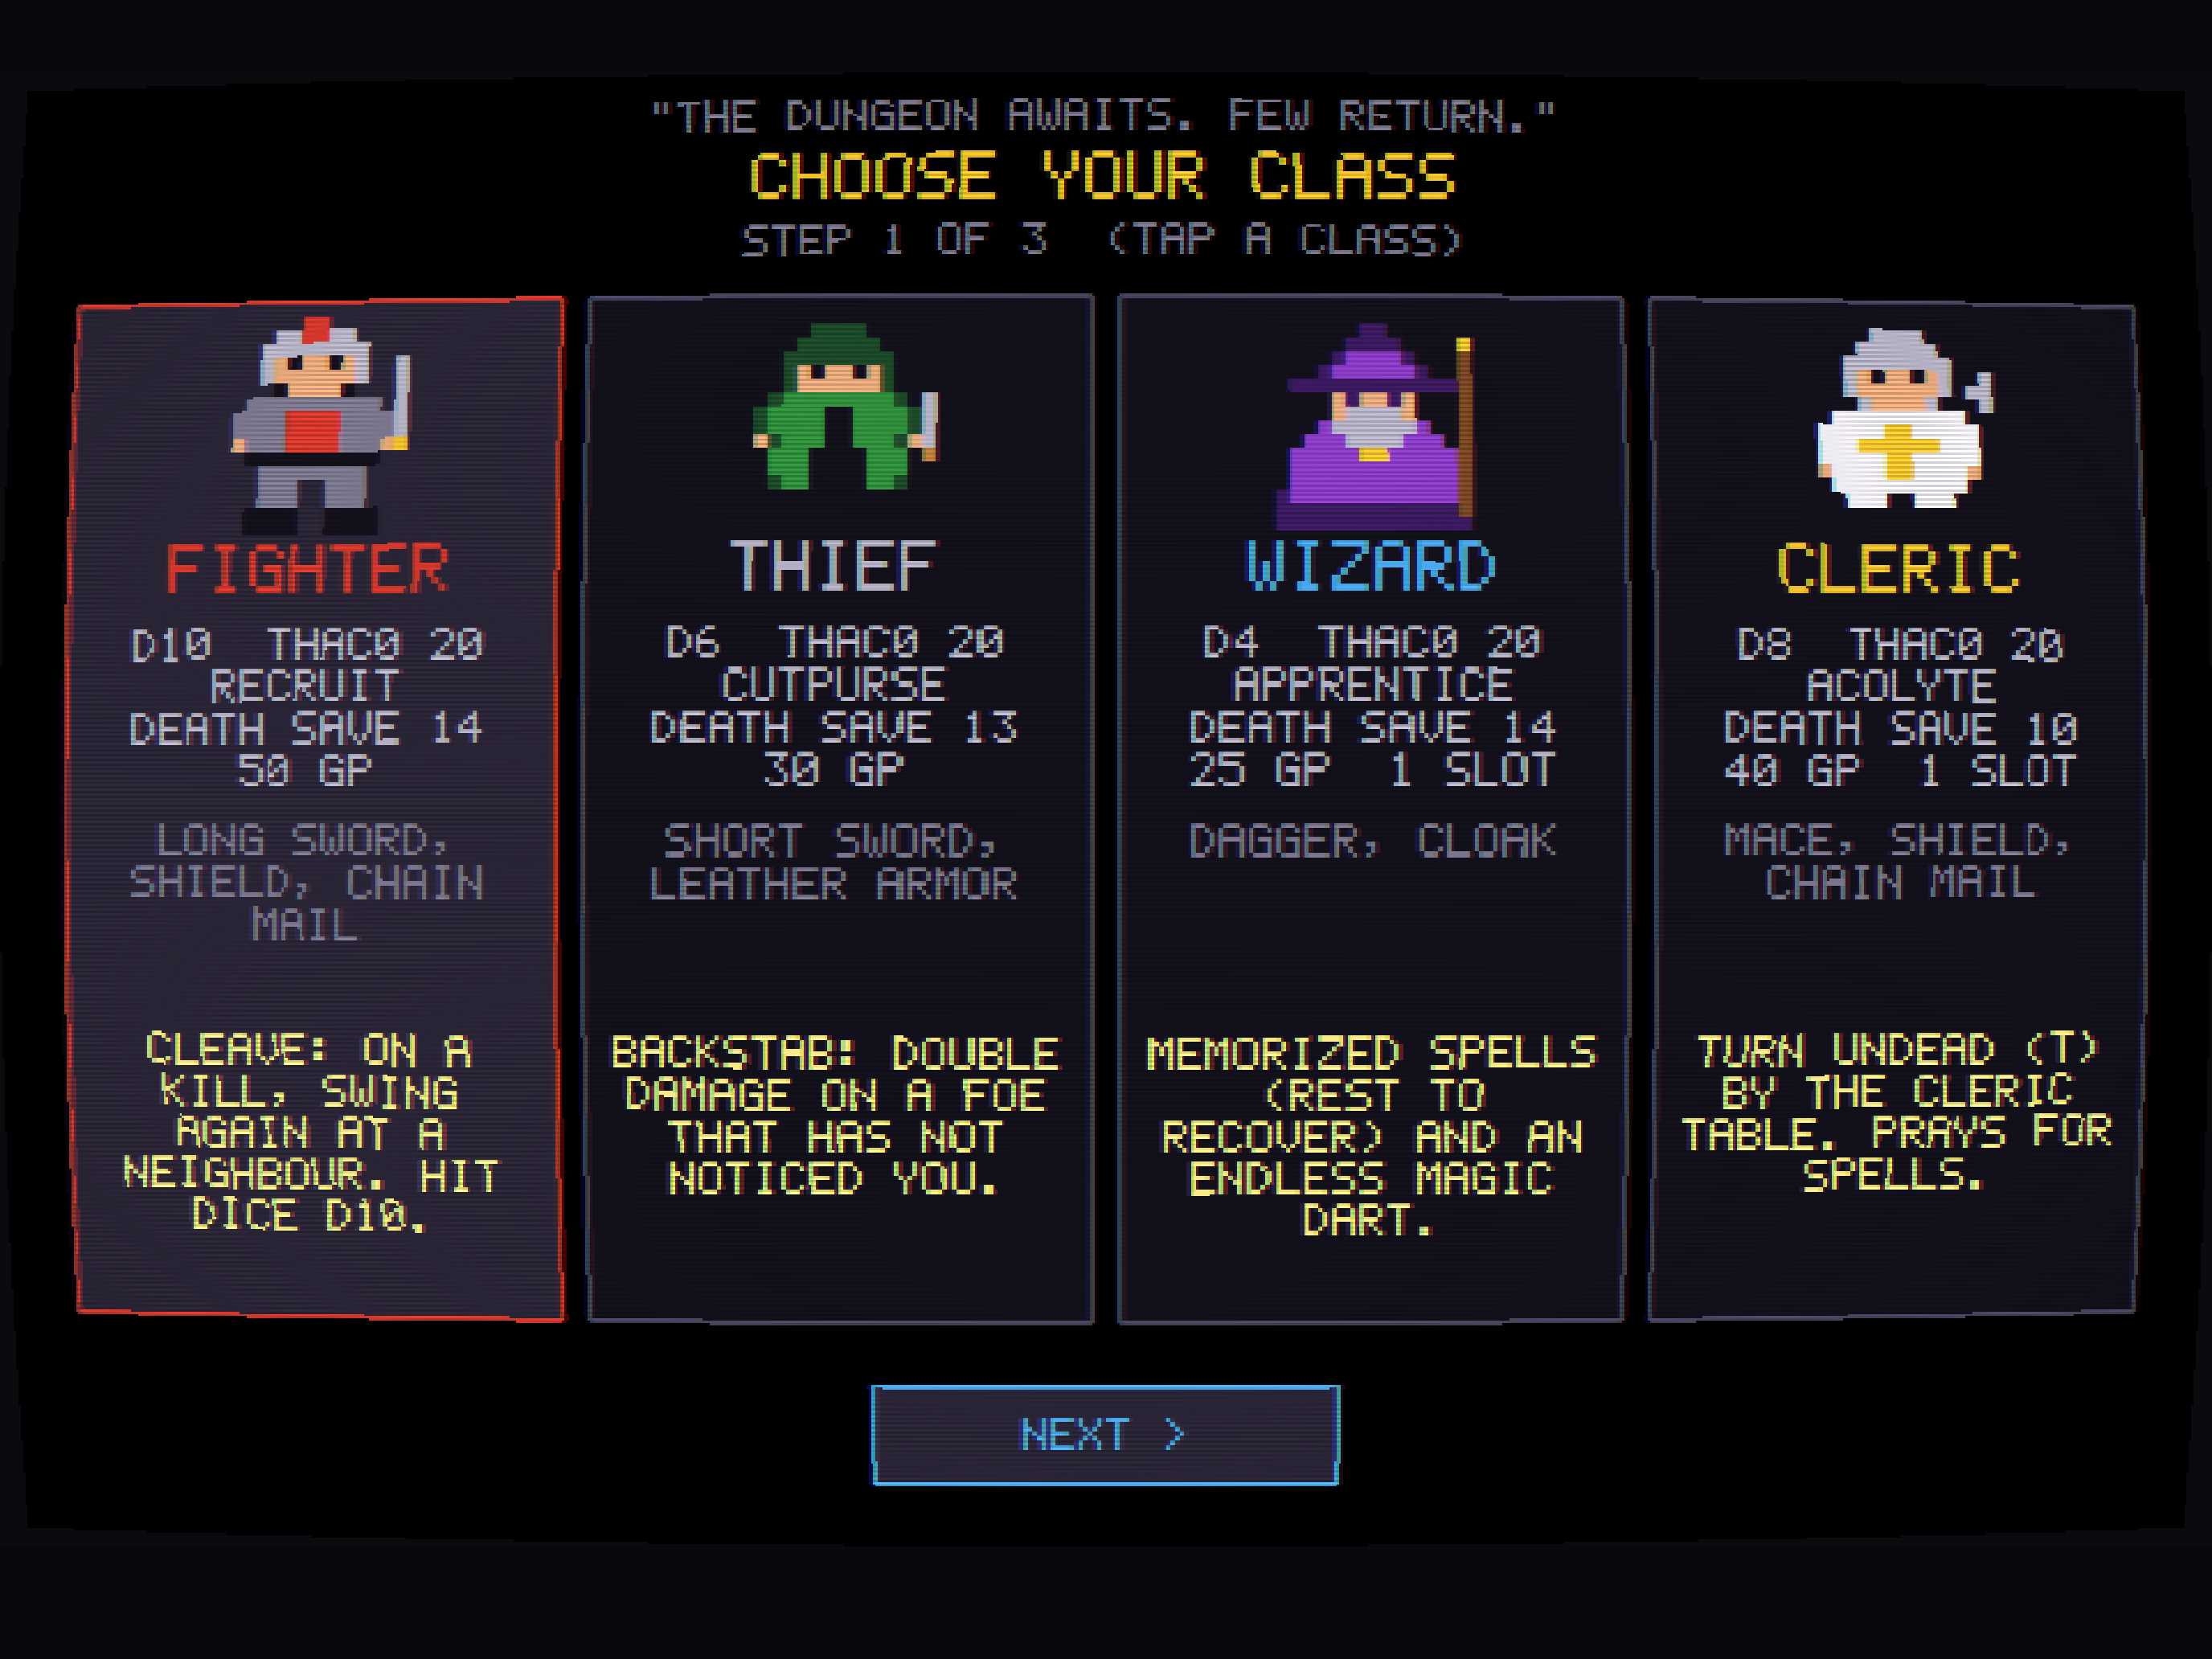 "THE DUNGEON AWAITS. FEW RETURN."
CHOOSE YOUR CLASS
STEP 1 OF 3 (TAP A CLASS)
FIGHTER
D10 THAC0 20
RECRUIT
DEATH SAVE 14
50 GP
LONG SWORD,
SHIELD, CHAIN
MAIL
CLEAVE: ON A
KILL, SWING
AGAIN AT A
NEIGHBOUR. HIT
DICE D10.
THIEF
D6 THAC0 20
CUTPURSE
DEATH SAVE 13
30 GP
SHORT SWORD,
LEATHER ARMOR
BACKSTAB: DOUBLE
DAMAGE ON A FOE
THAT HAS NOT
NOTICED YOU.
WIZARD
D4 THAC0 20
APPRENTICE
DEATH SAVE 14
25 GP 1 SLOT
DAGGER, CLOAK
MEMORIZED SPELLS
(REST TO
RECOVER) AND AN
ENDLESS MAGIC
DART.
CLERIC
D8 THAC0 20
ACOLYTE
DEATH SAVE 10
40 GP 1 SLOT
MACE, SHIELD,
CHAIN MAIL
TURN UNDEAD (T)
BY THE CLERIC
TABLE. PRAYS FOR
SPELLS.
NEXT >